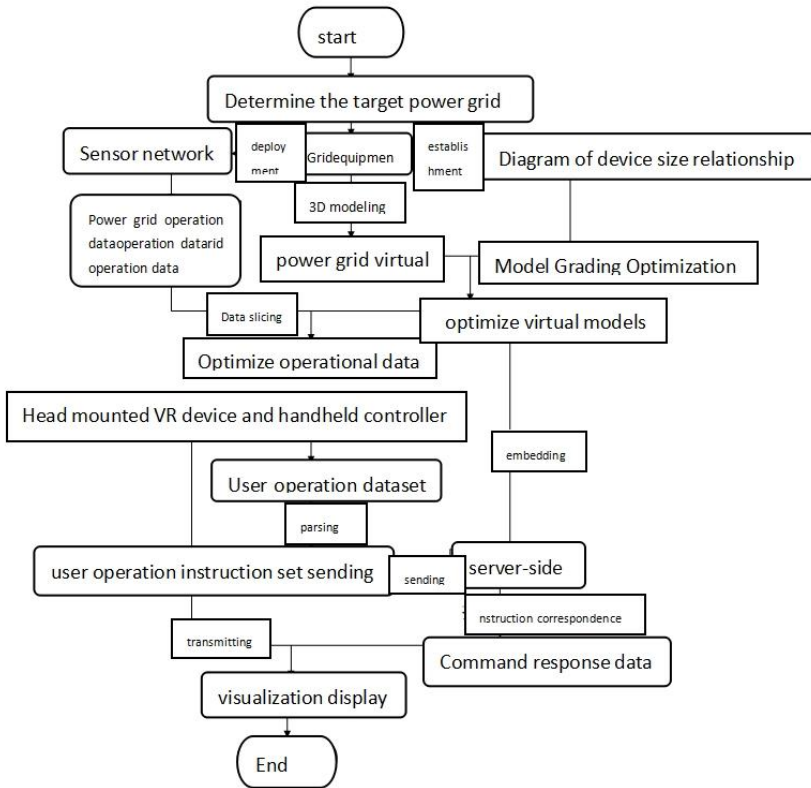 start
Determine the target power grid
Sensor network
deploy
ment
Gridequipmen
establis
hment
Diagram of device size relationship
3D modeling
Power grid operation
dataoperation datarid
operation data
power grid virtual
Model Grading Optimization
Data slicing
optimize virtual models
Optimize operational data
Head mounted VR device and handheld controller
embedding
User operation dataset
parsing
user operation instruction set sending
sending
server-side
nstruction correspondence
transmitting
Command response data
visualization display
End